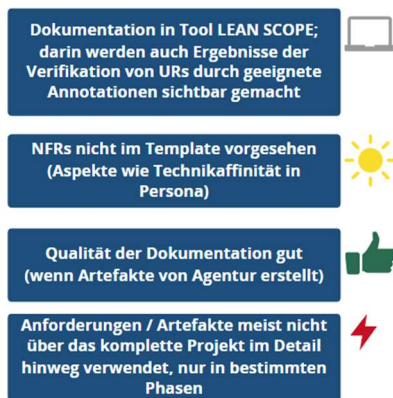 Dokumentation in Tool LEAN SCOPE;
darin werden auch Ergebnisse der
Verifikation von URs durch geeignete
Annotationen sichtbar gemacht
NFRs nicht im Template vorgesehen
(Aspekte wie Technikaffinität in
Persona)
Qualität der Dokumentation gut
(wenn Artefakte von Agentur erstellt)
Anforderungen / Artefakte meist nicht
über das komplette Projekt im Detail
hinweg verwendet, nur in bestimmten
Phasen